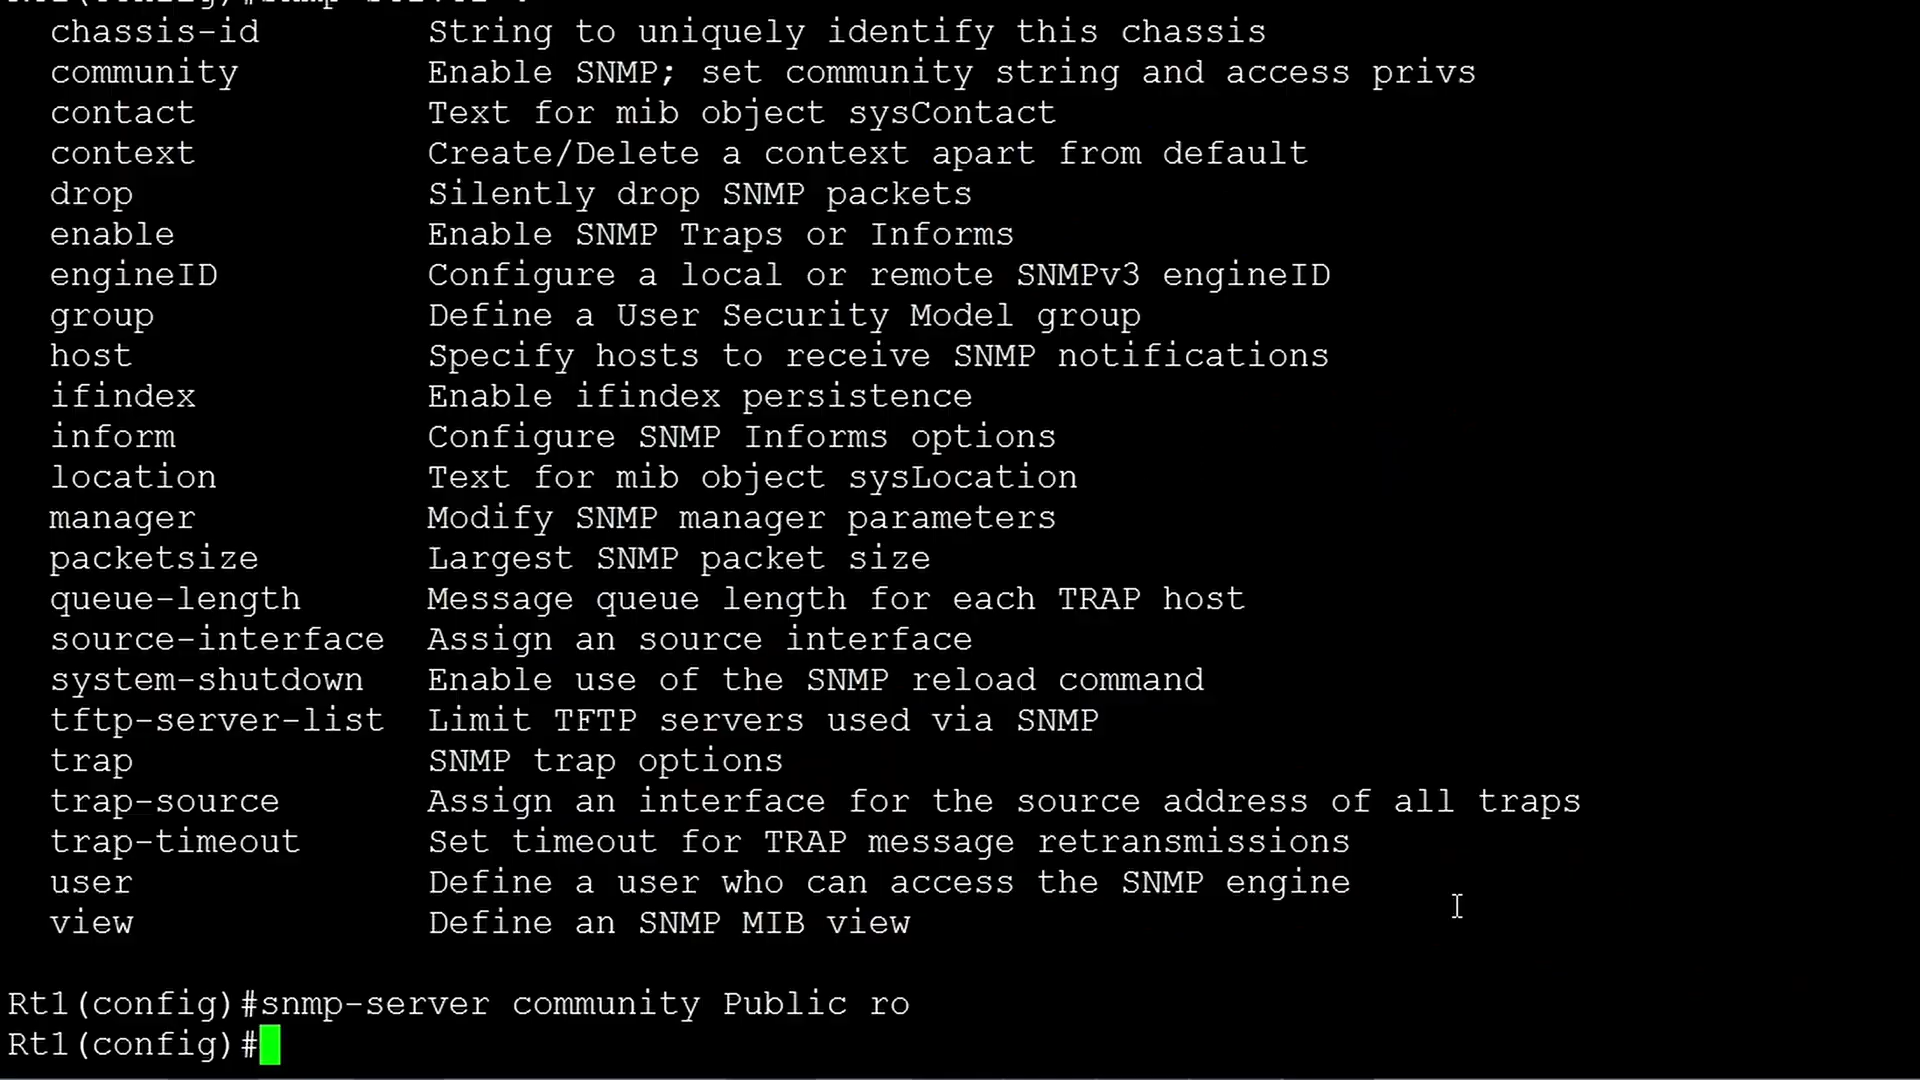 Rt1(config)#snmp-server ?
chassis-id String to uniquely identify this chassis
community Enable SNMP; set community string and access privs
contact Text for mib object sysContact
context Create/Delete a context apart from default
drop Silently drop SNMP packets
enable Enable SNMP Traps or Informs
engineID Configure a local or remote SNMPv3 engineID
group Define a User Security Model group
host Specify hosts to receive SNMP notifications
ifindex Enable ifindex persistence
inform Configure SNMP Informs options
location Text for mib object sysLocation
manager Modify SNMP manager parameters
packetsize Largest SNMP packet size
queue-length Message queue length for each TRAP host
source-interface Assign an source interface
system-shutdown Enable use of the SNMP reload command
tftp-server-list Limit TFTP servers used via SNMP
trap SNMP trap options
trap-source Assign an interface for the source address of all traps
trap-timeout Set timeout for TRAP message retransmissions
user Define a user who can access the SNMP engine
view Define an SNMP MIB view
Rt1(config)#snmp-server community Public ro
Rt1(config)#